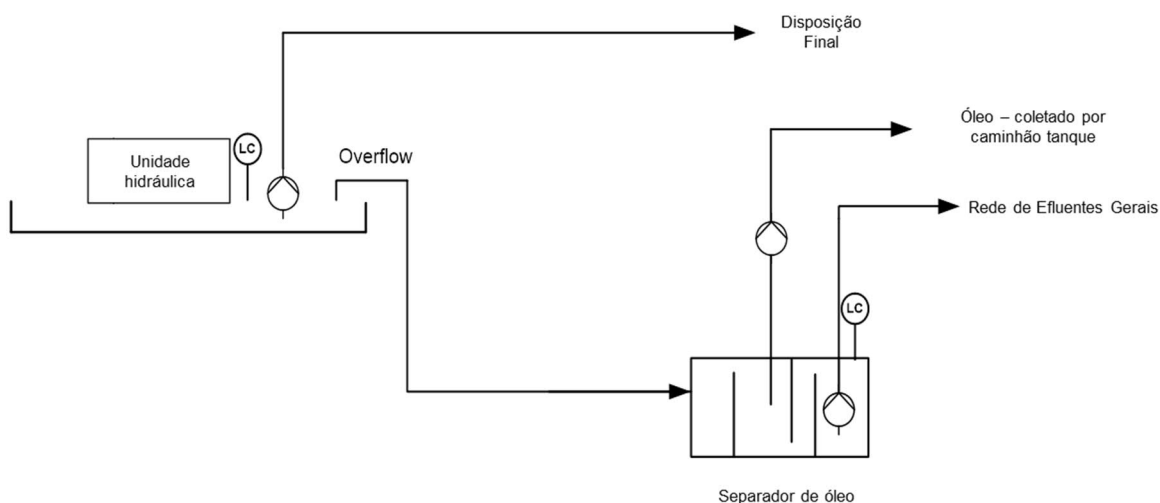 Disposição
Final
Óleo – coletado por
caminhão tanque
LC
Unidade
hidráulica
Overflow
Rede de Efluentes Gerais
LC
Separador de óleo